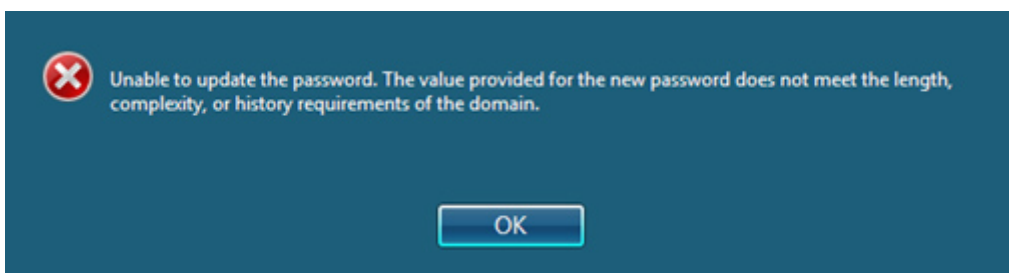 Unable to update the password. The value provided for the new password does not meet the length,
complexity, or history requirements of the domain.
OK